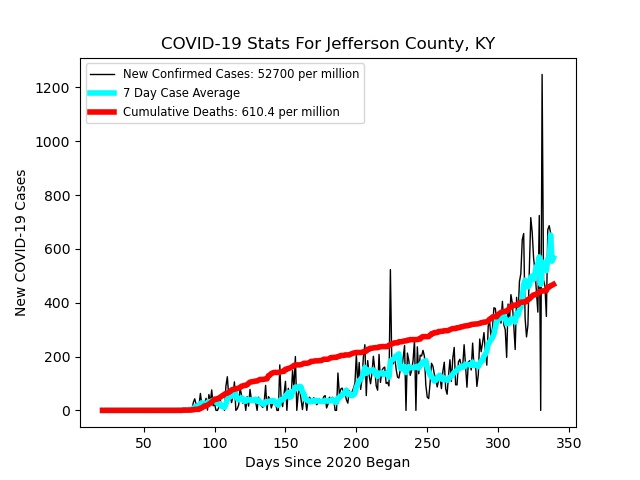 COVID-19 Stats For Jefferson County, KY
New Confirmed Cases: 52700 per million
7 Day Case Average
Cumulative Deaths: 610.4 per million
New COVID-19 Cases
1200
1000
800
600
400
200
0
50 100 150 200 250 300 350
Days Since 2020 Began